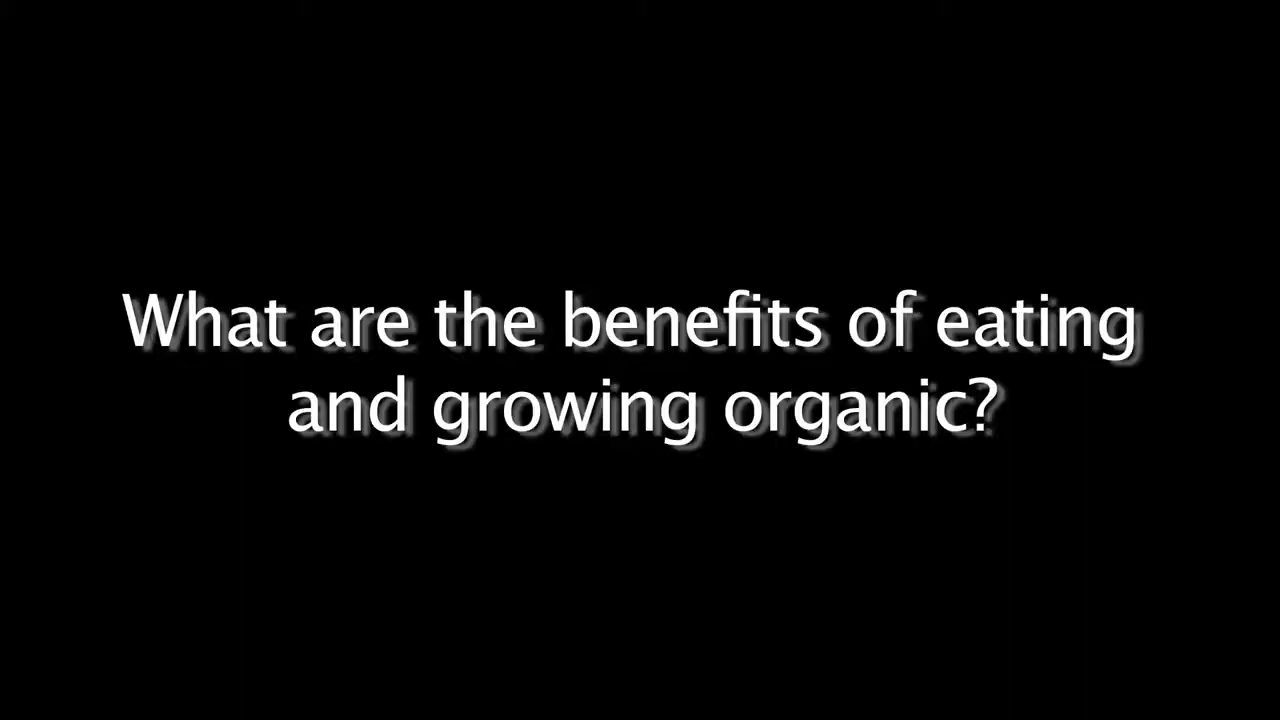 What are the benefits of eating
and growing organic?